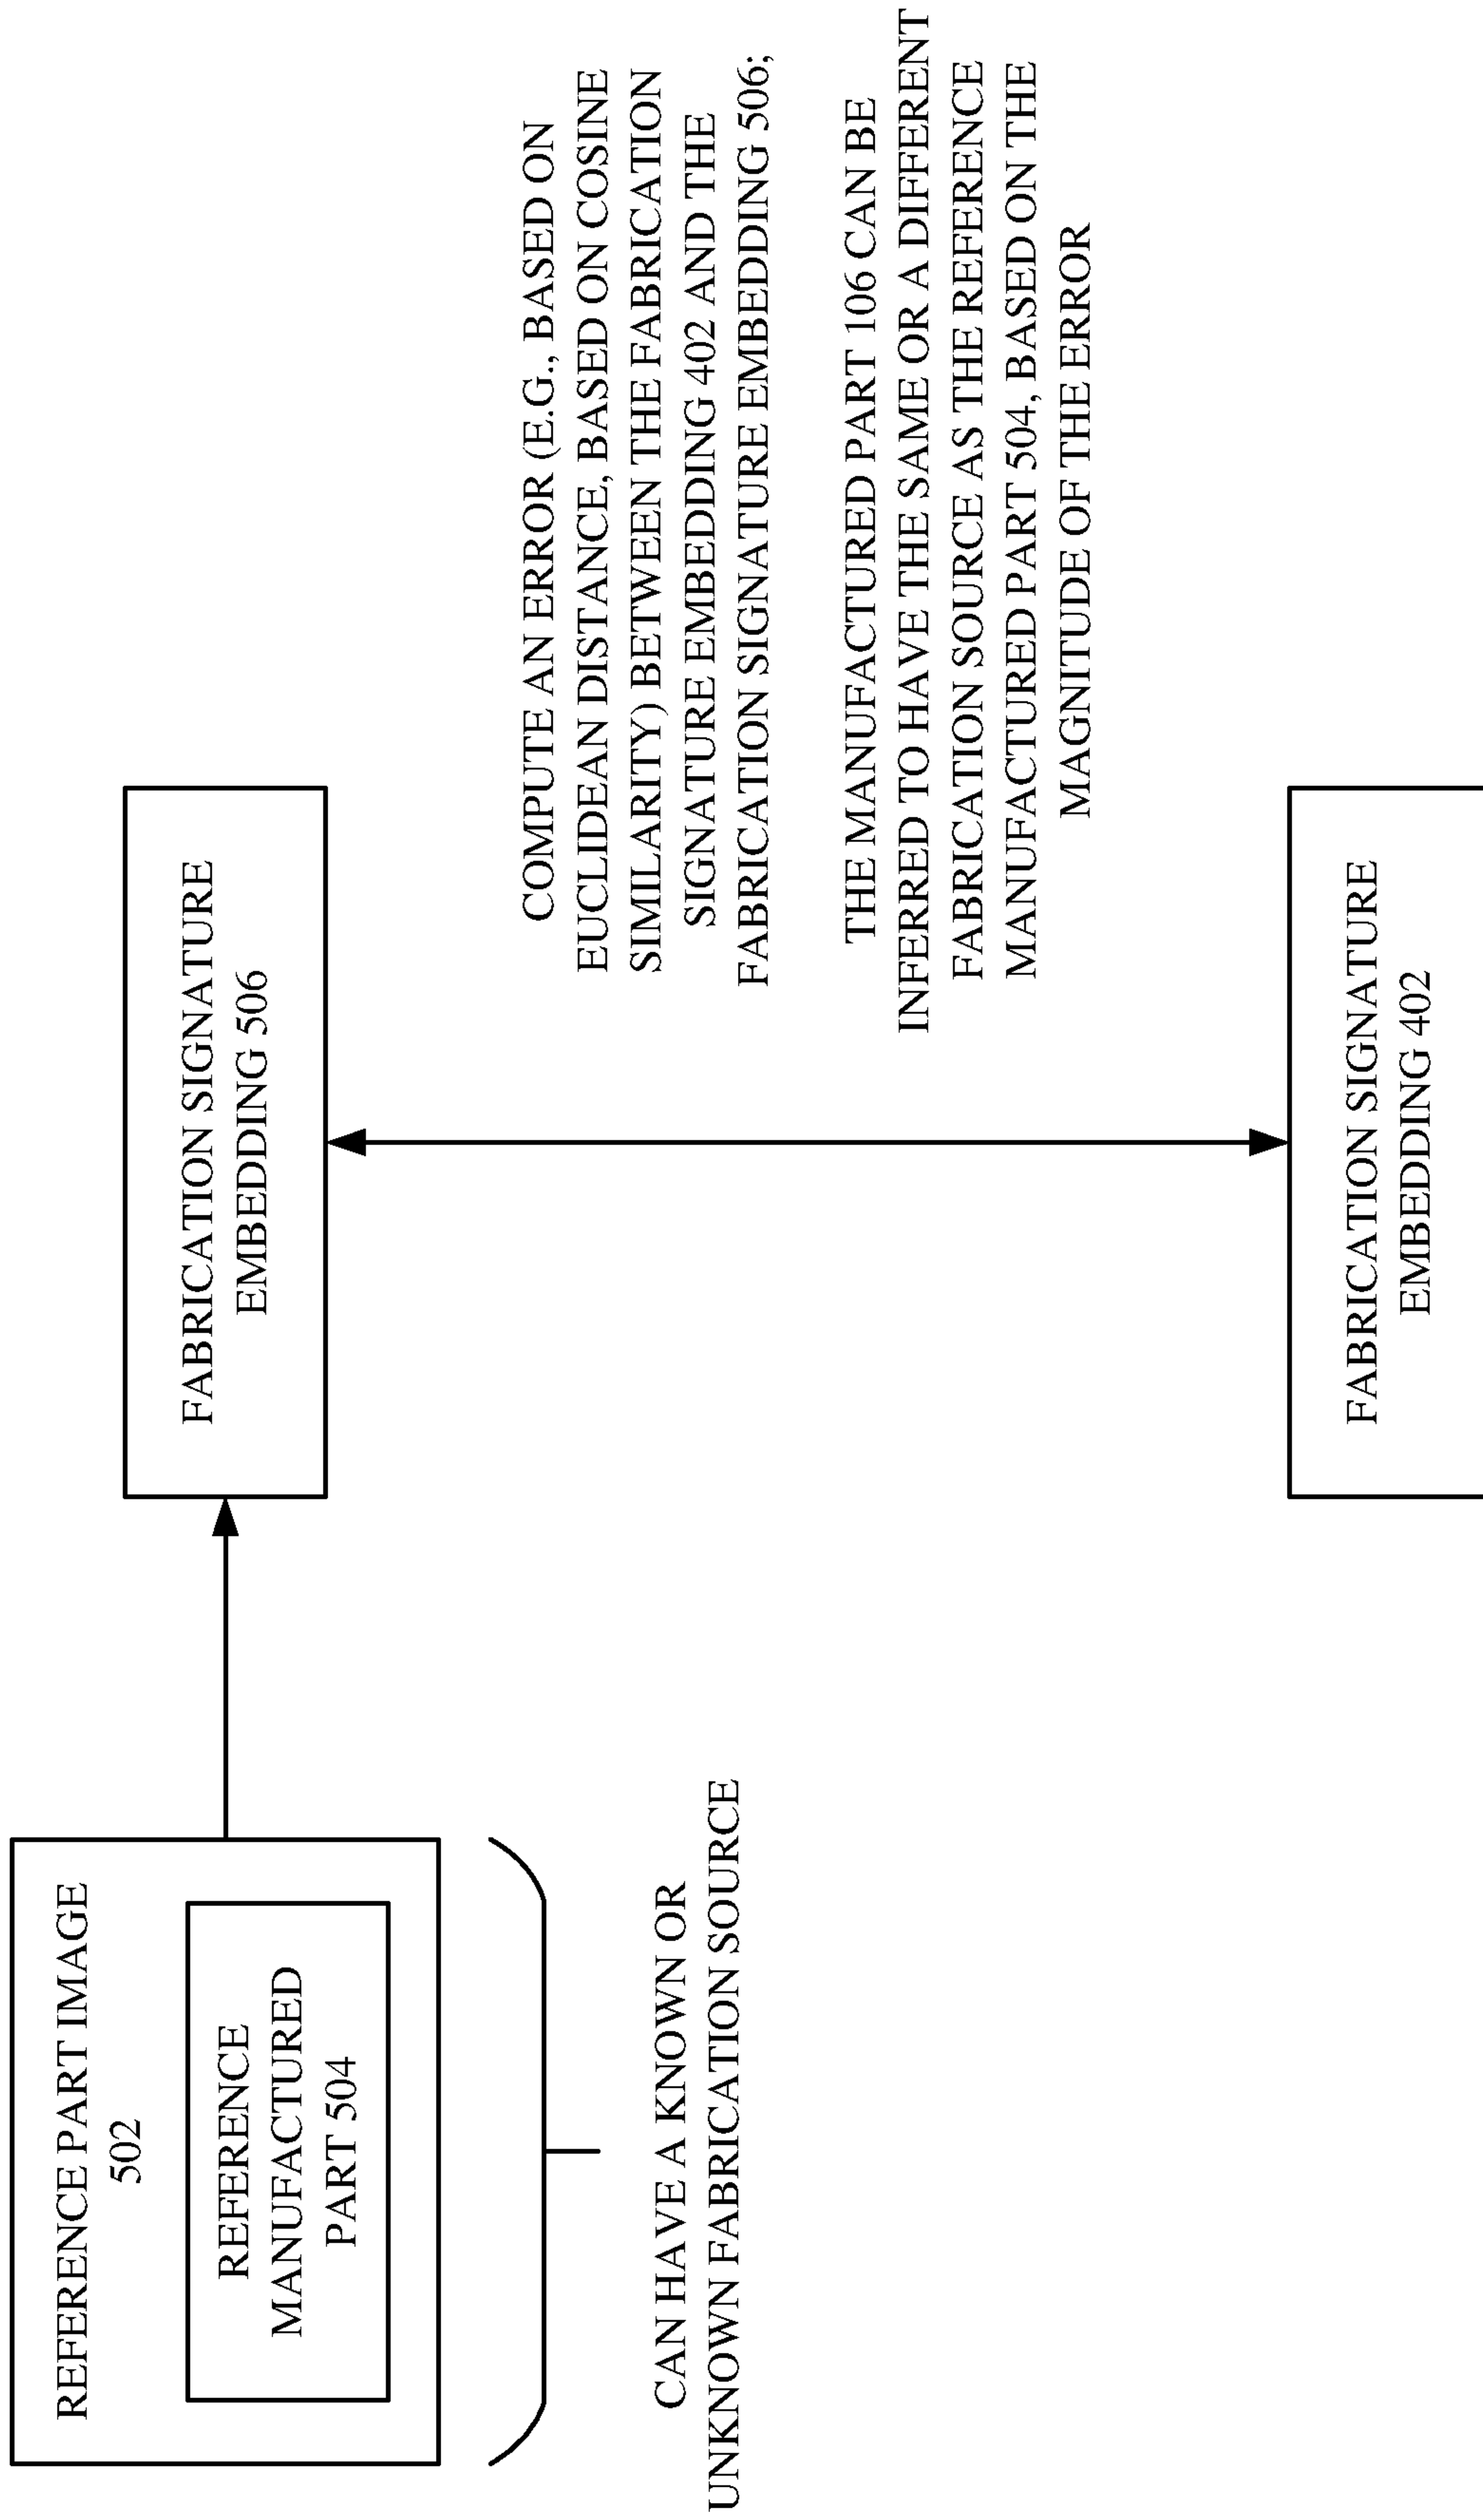 REFERENCE PART IMAGE
502
REFERENCE
MANUFACTURED
PART 504
CAN HAVE A KNOWN OR
UNKNOWN FABRICATION SOURCE
FABRICATION SIGNATURE
EMBEDDING 506
COMPUTE AN ERROR (E.G., BASED ON
EUCLIDEAN DISTANCE, BASED ON COSINE
SIMILARITY) BETWEEN THE FABRICATION
SIGNATURE EMBEDDING 402 AND THE
FABRICATION SIGNATURE EMBEDDING 506;
THE MANUFACTURED PART 106 CAN BE
INFERRED TO HAVE THE SAME OR A DIFFERENT
FABRICATION SOURCE AS THE REFERENCE
MANUFACTURED PART 504, BASED ON THE
MAGNITUDE OF THE ERROR
FABRICATION SIGNATURE
EMBEDDING 402